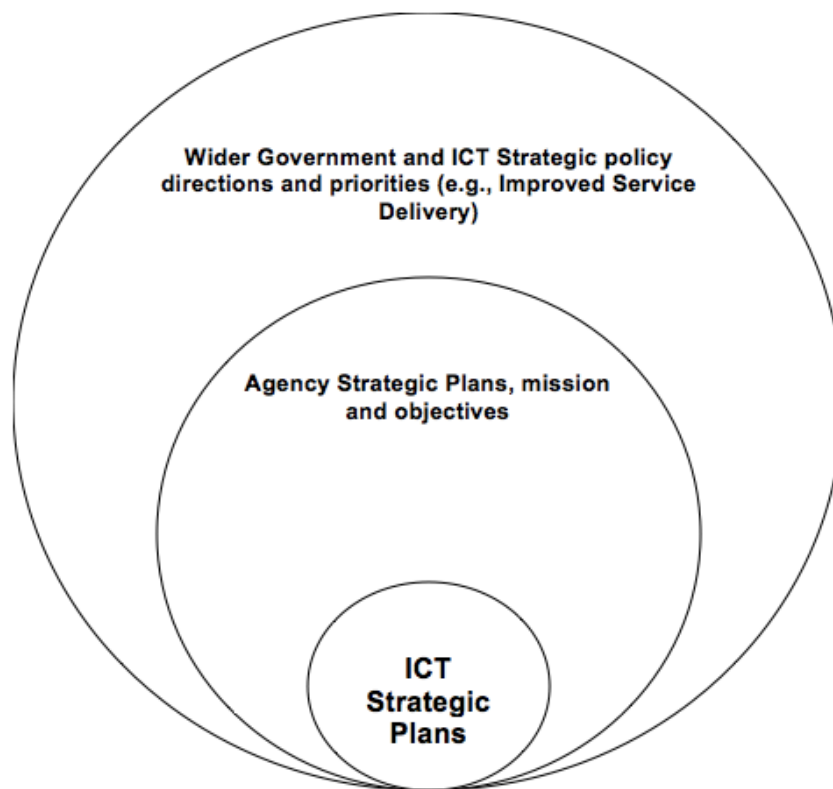 Wider Government and ICT Strategic policy
directions and priorities (e.g., Improved Service
Delivery)
Agency Strategic Plans, mission
and objectives
ICT
Strategic
Plans